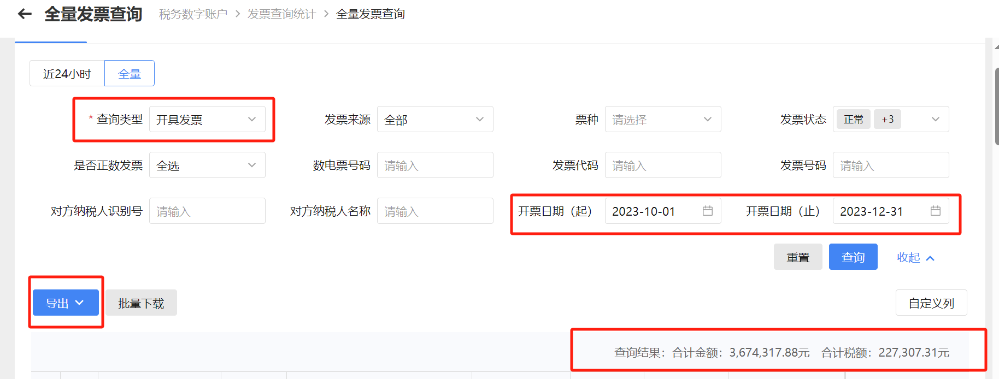 全量发票查询 税务数字账户 > 发票查询统计 > 全量发票查询
近24小时 全量
* 查询类型 开具发票 发票来源 全部 票种 请选择 发票状态 正常 +3
是否正数发票 全选 数电票号码 请输入 发票代码 请输入 发票号码 请输入
对方纳税人识别号 请输入 对方纳税人名称 请输入 开票日期（起） 2023-10-01 开票日期（止） 2023-12-31
重置 查询 收起
导出 批量下载 自定义列
查询结果：合计金额：3,674,317.88元 合计税额：227,307.31元